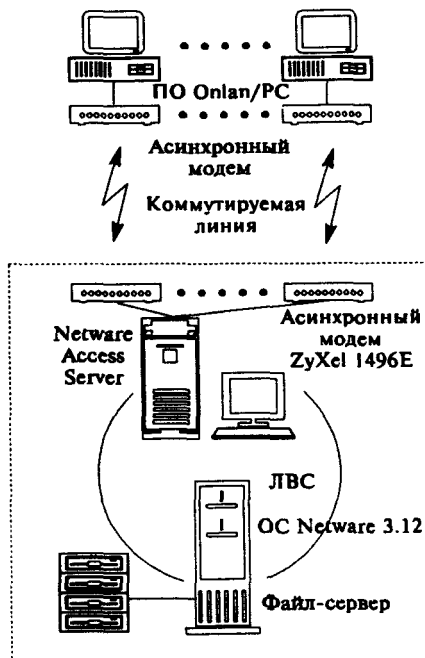 ПО Onlan/PC
Асинхронный
модем
Коммутируемая
линия
Netware
Access
Server
Асинхронный
модем
ZyXel 1496E
ЛВС
ОС Netware 3.12
Файл-сервер